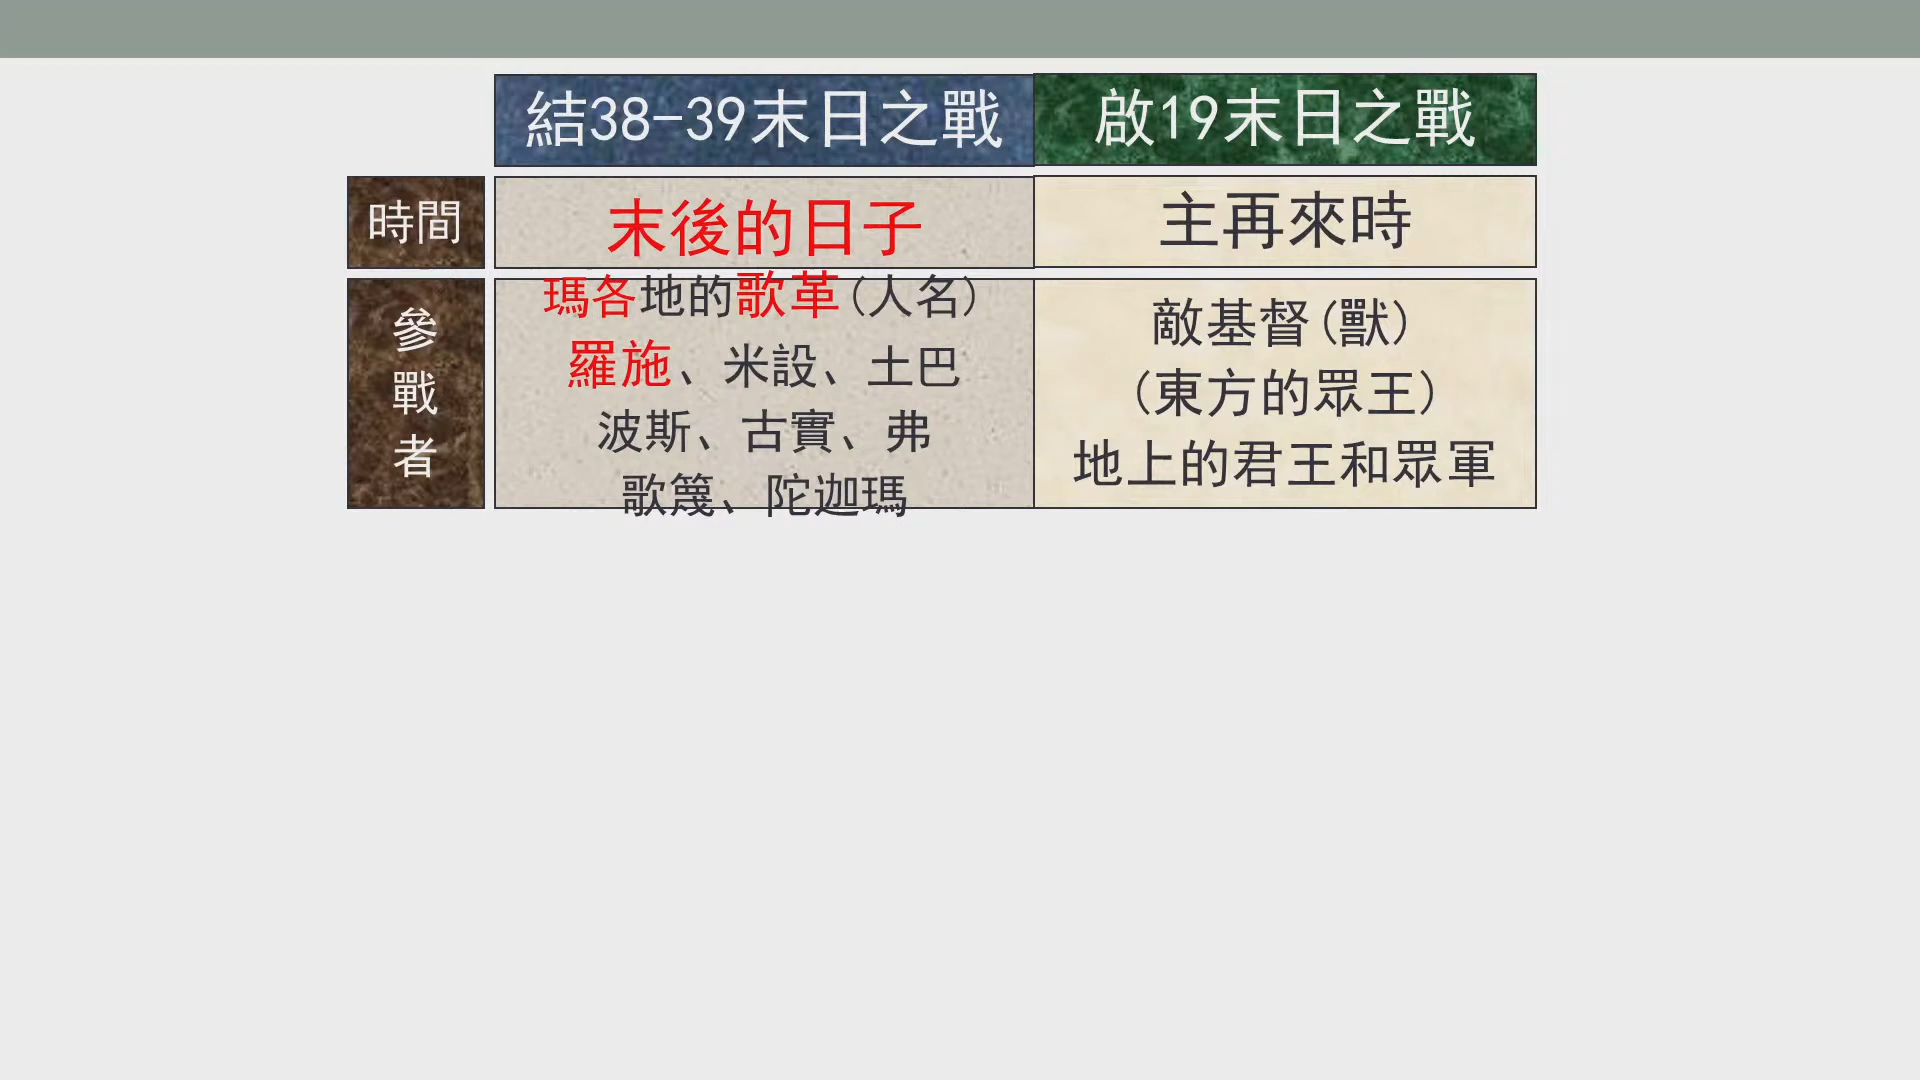 結38-39末日之戰
啟19末日之戰
時間
末後的日子
主再來時
參戰者
瑪各地的歌革(人名)
羅施、米設、土巴
波斯、古實、弗
歌篾、陀迦瑪
敵基督(獸)
(東方的眾王)
地上的君王和眾軍